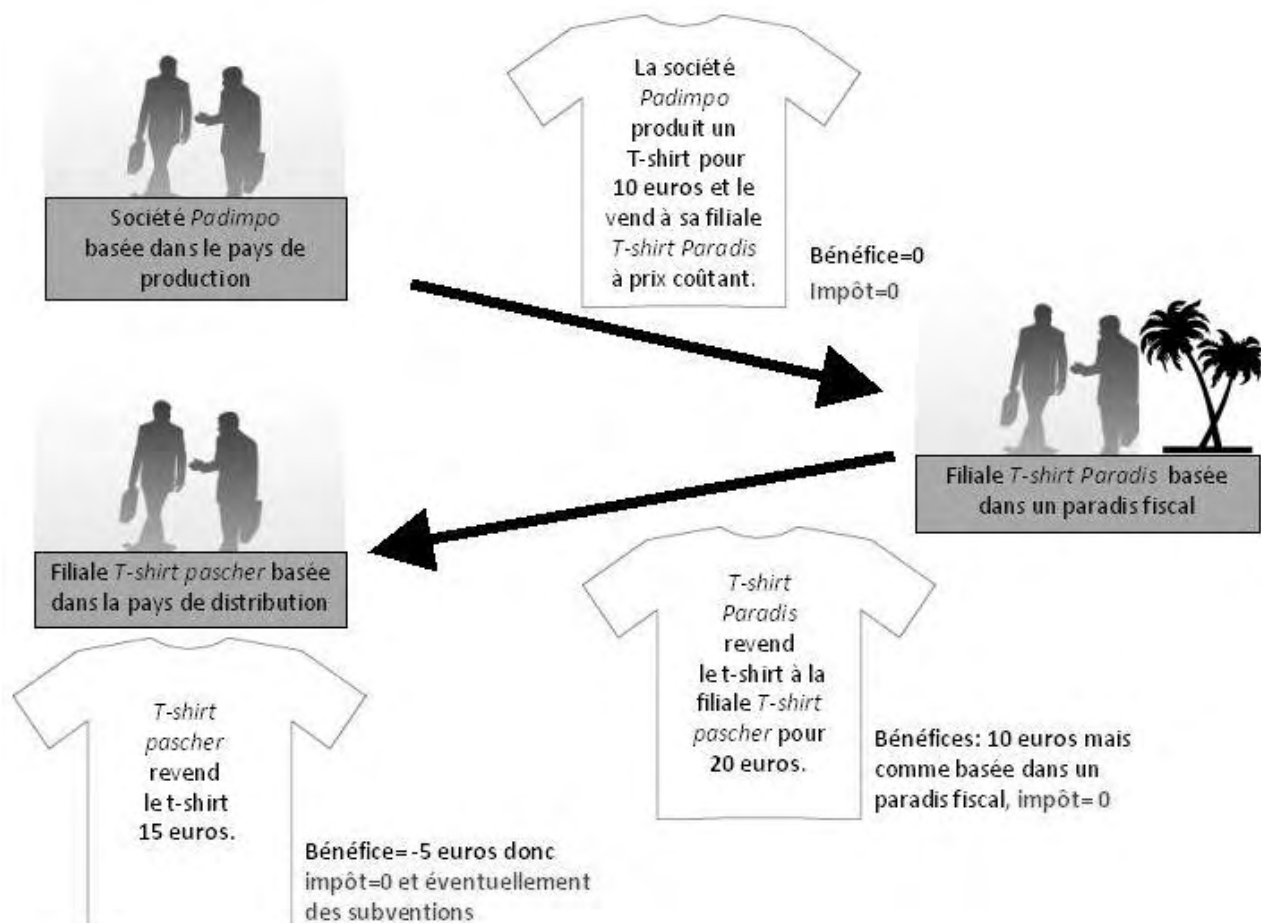 Société Padimpo
basée dans le pays de
production
La société
Padimpo
produit un
T-shirt pour
10 euros et le
vend à sa filiale
T-shirt Paradis
à prix coûtant.
Bénéfice=0
Impôt=0
Filiale T-shirt Paradis basée
dans un paradis fiscal
T-shirt
Paradis
revend
le t-shirt à la
filiale T-shirt
pascher pour
20 euros.
Bénéfices: 10 euros mais
comme basée dans un
paradis fiscal, impôt= 0
Filiale T-shirt pascher basée
dans la pays de distribution
T-shirt
pascher
revend
le t-shirt
15 euros.
Bénéfice= -5 euros donc
impôt=0 et éventuellement
des subventions